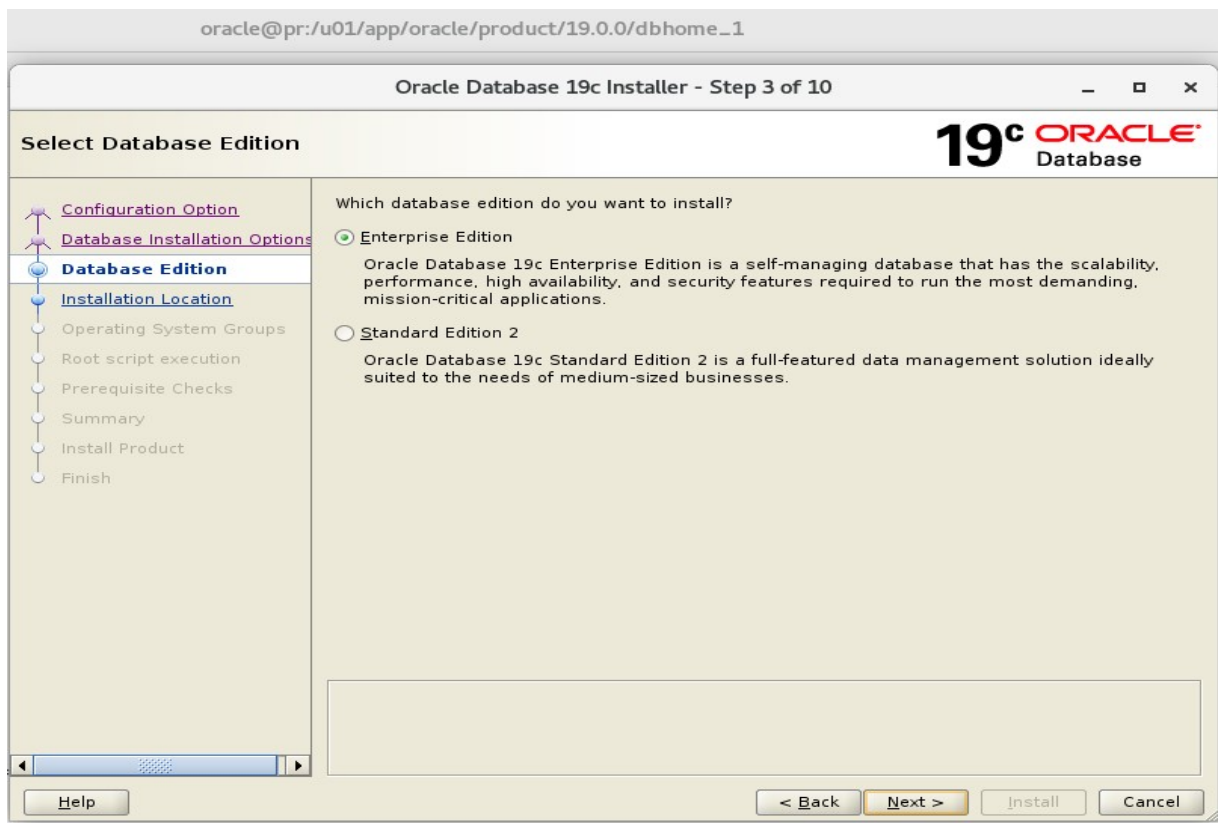 oracle@pr:/u01/app/oracle/product/19.0.0/dbhome_1
Oracle Database 19c Installer - Step 3 of 10
Select Database Edition
19c ORACLE
Database
Configuration Option
Database Installation Options
Database Edition
Installation Location
Operating System Groups
Root script execution
Prerequisite Checks
Summary
Install Product
Finish
Which database edition do you want to install?
Enterprise Edition
Oracle Database 19c Enterprise Edition is a self-managing database that has the scalability,
performance, high availability, and security features required to run the most demanding,
mission-critical applications.
Standard Edition 2
Oracle Database 19c Standard Edition 2 is a full-featured data management solution ideally
suited to the needs of medium-sized businesses.
Help
< Back
Next >
Install
Cancel